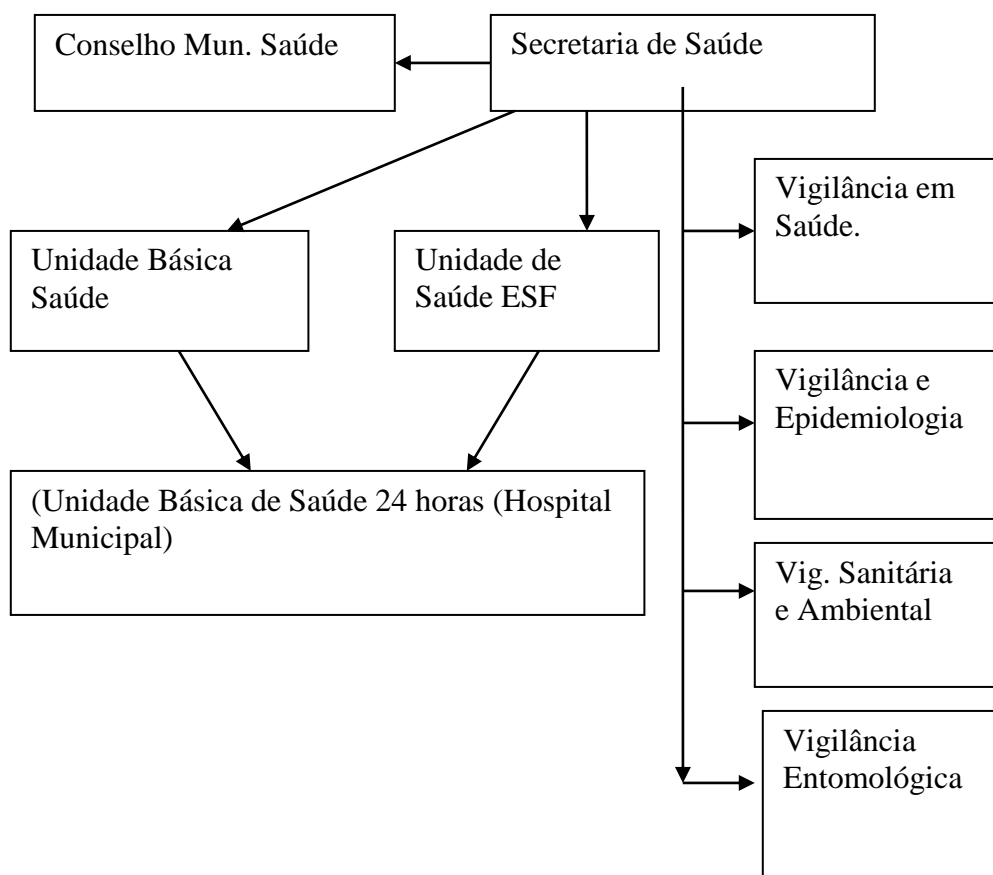 Conselho Mun. Saúde
Secretaria de Saúde
Vigilância em
Saúde.
Unidade Básica
Saúde
Unidade de
Saúde ESF
Vigilância e
Epidemiologia
(Unidade Básica de Saúde 24 horas (Hospital
Municipal)
Vig. Sanitária
e Ambiental
Vigilância
Entomológica